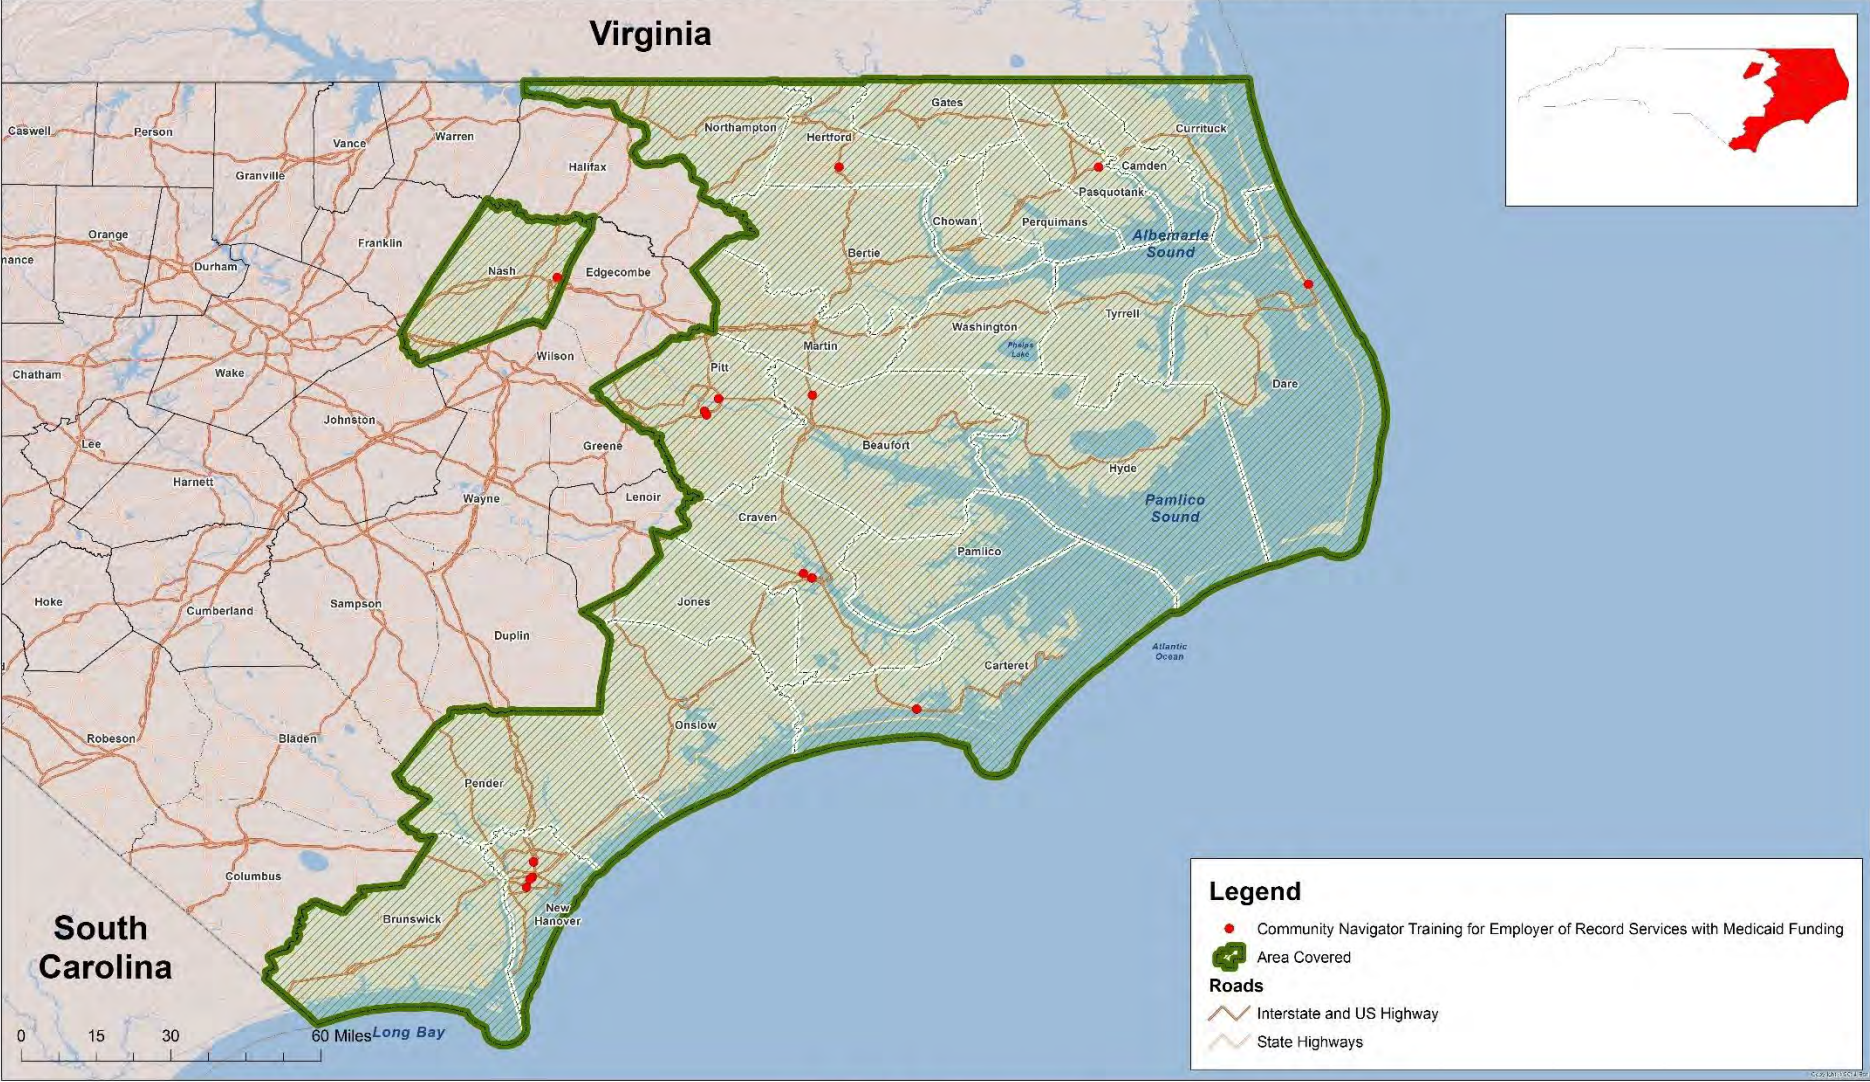 Virginia
Gates
Northampton
Hertford
Currituck
Caswell
Person
Vance
Warren
Halifax
Granville
Camden
Pasquotank
Chowan
Perquimans
Albemarle
Sound
Orange
Franklin
Bertie
mance
Durham
Nash
Edgecombe
Washington
Tyrrell
Phelps
Lake
Martin
Wilson
Chatham
Wake
Pitt
Dare
Johnston
Lee
Greene
Beaufort
Hyde
Harnett
Wayne
Lenoir
Pamlico
Sound
Craven
Pamlico
Hoke
Cumberland
Sampson
Jones
Duplin
Atlantic
Ocean
Carteret
Robeson
Bladen
Onslow
Pender
Columbus
New
Hanover
Brunswick
South
Carolina
Long Bay
0 15 30 60 Miles
Legend
Community Navigator Training for Employer of Record Services with Medicaid Funding
Area Covered
Roads
Interstate and US Highway
State Highways